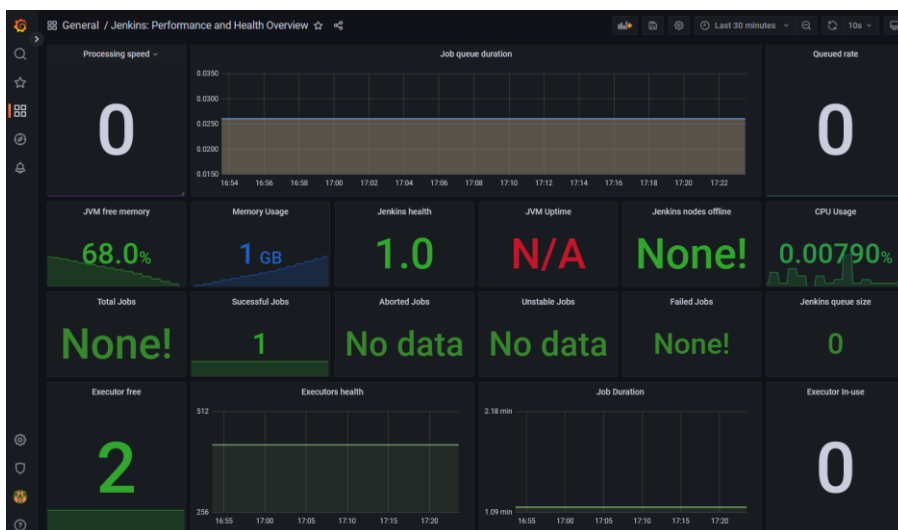 General / Jenkins: Performance and Health Overview
Last 30 minutes
10s
Processing speed
0
Job queue duration
0.0350
0.0300
0.0250
0.0200
0.0150
16:54 16:56 16:58 17:00 17:02 17:04 17:06 17:08 17:10 17:12 17:14 17:16 17:18 17:20 17:22
Queued rate
0
JVM free memory
68.0%
Memory Usage
1 GB
Jenkins health
1.0
JVM Uptime
N/A
Jenkins nodes offline
None!
CPU Usage
0.00790%
Total Jobs
None!
Sucessful Jobs
1
Aborted Jobs
No data
Unstable Jobs
No data
Failed Jobs
None!
Jenkins queue size
0
Executor free
2
Executors health
512
256
16:55 17:00 17:05 17:10 17:15 17:20
Job Duration
2.18 min
1.09 min
16:55 17:00 17:05 17:10 17:15 17:20
Executor In-use
0